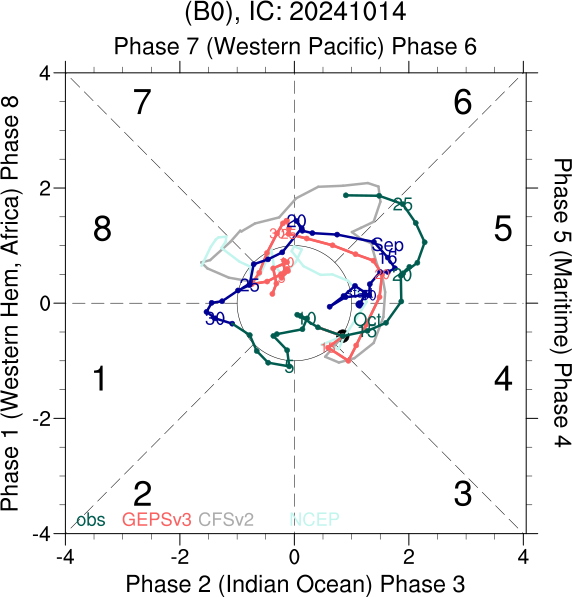 (B0), IC: 20241014
Phase 7 (Western Pacific) Phase 6
Phase 1 (Western Hem, Africa) Phase 8
Phase 5 (Maritime) Phase 4
4
2
0
-2
-4
7
6
8
5
1
4
2
3
20
25
Sep
15
20
25
30
10
Oct
5
obs
GEPSv3
CFSv2
NCEP
-4
-2
0
2
4
Phase 2 (Indian Ocean) Phase 3